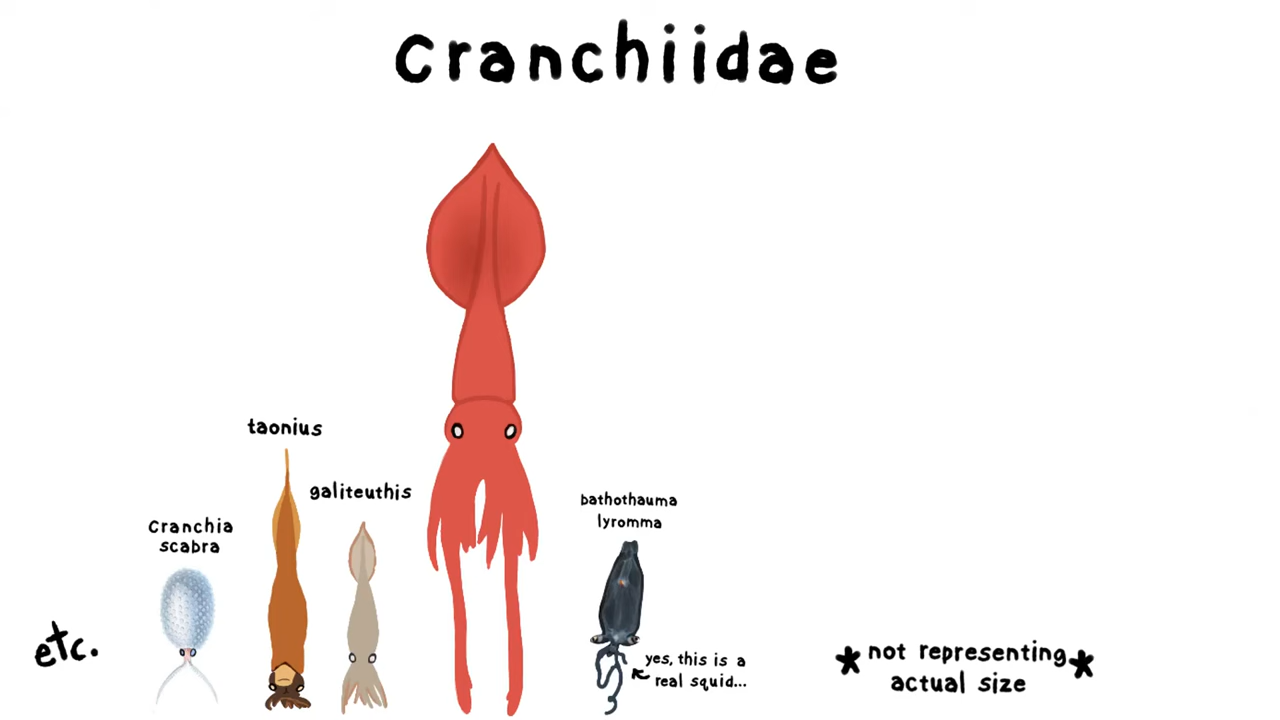 Cranchiidae
taonius
galiteuthis
bathothauma
lyromma
Cranchia
scabra
etc.
yes, this is a
real squid...
*not representing*
actual size